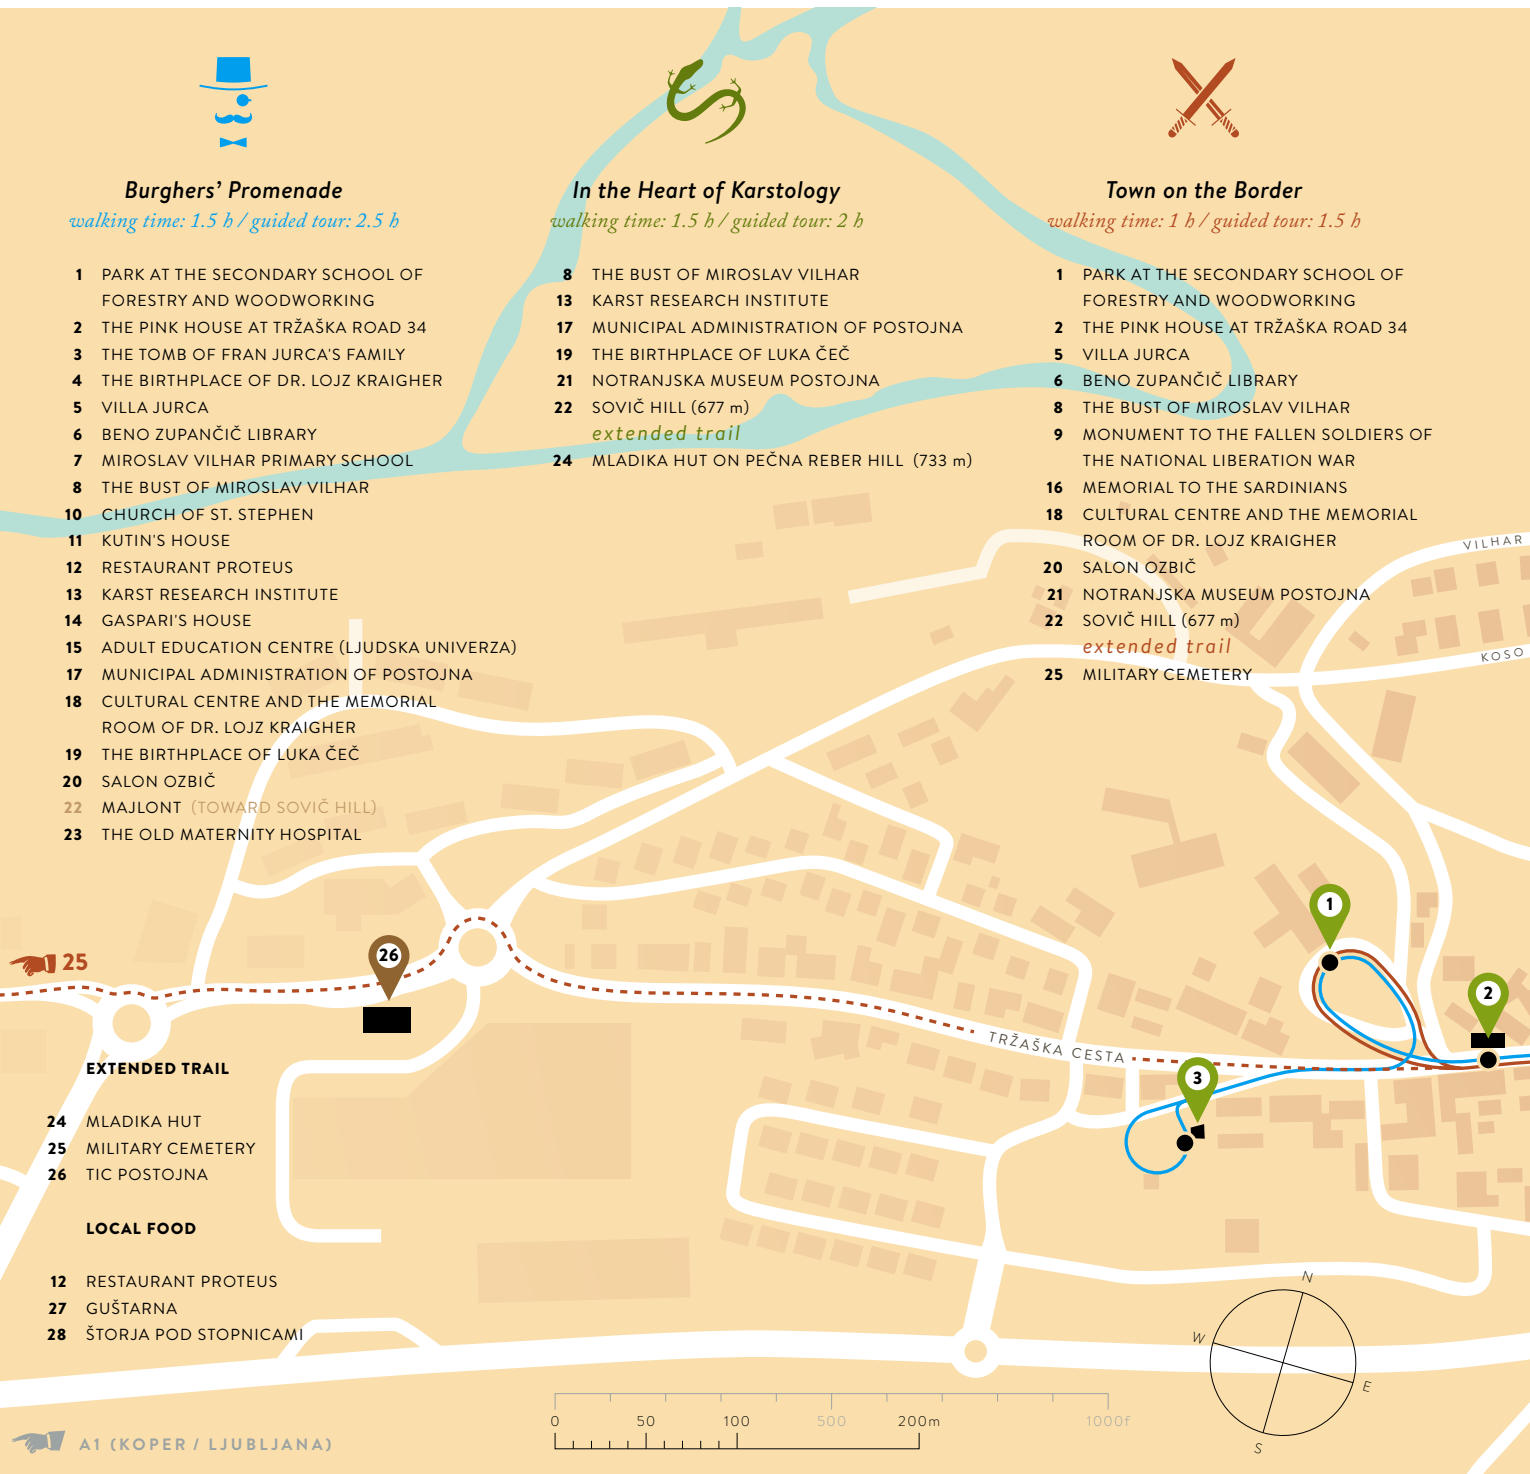 Burghers’ Promenade
walking time: 1.5 h / guided tour: 2.5 h
1 PARK AT THE SECONDARY SCHOOL OF
FORESTRY AND WOODWORKING
2 THE PINK HOUSE AT TRŽAŠKA ROAD 34
3 THE TOMB OF FRAN JURCA'S FAMILY
4 THE BIRTHPLACE OF DR. LOJZ KRAIGHER
5 VILLA JURCA
6 BENO ZUPANČIČ LIBRARY
7 MIROSLAV VILHAR PRIMARY SCHOOL
8 THE BUST OF MIROSLAV VILHAR
10 CHURCH OF ST. STEPHEN
11 KUTIN'S HOUSE
12 RESTAURANT PROTEUS
13 KARST RESEARCH INSTITUTE
14 GASPARI'S HOUSE
15 ADULT EDUCATION CENTRE (LJUDSKA UNIVERZA)
17 MUNICIPAL ADMINISTRATION OF POSTOJNA
18 CULTURAL CENTRE AND THE MEMORIAL
ROOM OF DR. LOJZ KRAIGHER
19 THE BIRTHPLACE OF LUKA ČEČ
20 SALON OZBIČ
22 MAJLONT (TOWARD SOVIČ HILL)
23 THE OLD MATERNITY HOSPITAL
In the Heart of Karstology
walking time: 1.5 h / guided tour: 2 h
8 THE BUST OF MIROSLAV VILHAR
13 KARST RESEARCH INSTITUTE
17 MUNICIPAL ADMINISTRATION OF POSTOJNA
19 THE BIRTHPLACE OF LUKA ČEČ
21 NOTRANJSKA MUSEUM POSTOJNA
22 SOVIČ HILL (677 m)
extended trail
24 MLADIKA HUT ON PEČNA REBER HILL (733 m)
Town on the Border
walking time: 1 h / guided tour: 1.5 h
1 PARK AT THE SECONDARY SCHOOL OF
FORESTRY AND WOODWORKING
2 THE PINK HOUSE AT TRŽAŠKA ROAD 34
5 VILLA JURCA
6 BENO ZUPANČIČ LIBRARY
8 THE BUST OF MIROSLAV VILHAR
9 MONUMENT TO THE FALLEN SOLDIERS OF
THE NATIONAL LIBERATION WAR
16 MEMORIAL TO THE SARDINIANS
18 CULTURAL CENTRE AND THE MEMORIAL
ROOM OF DR. LOJZ KRAIGHER
20 SALON OZBIČ
21 NOTRANJSKA MUSEUM POSTOJNA
22 SOVIČ HILL (677 m)
extended trail
25 MILITARY CEMETERY
VILHAR
KOSO
1
26
25
2
TRŽAŠKA CESTA
3
EXTENDED TRAIL
24 MLADIKA HUT
25 MILITARY CEMETERY
26 TIC POSTOJNA
LOCAL FOOD
12 RESTAURANT PROTEUS
27 GUŠTARNA
28 ŠTORJA POD STOPNICAMI
N
W
E
S
0 50 100 500 200m 1000f
A1 (KOPER / LJUBLJANA)